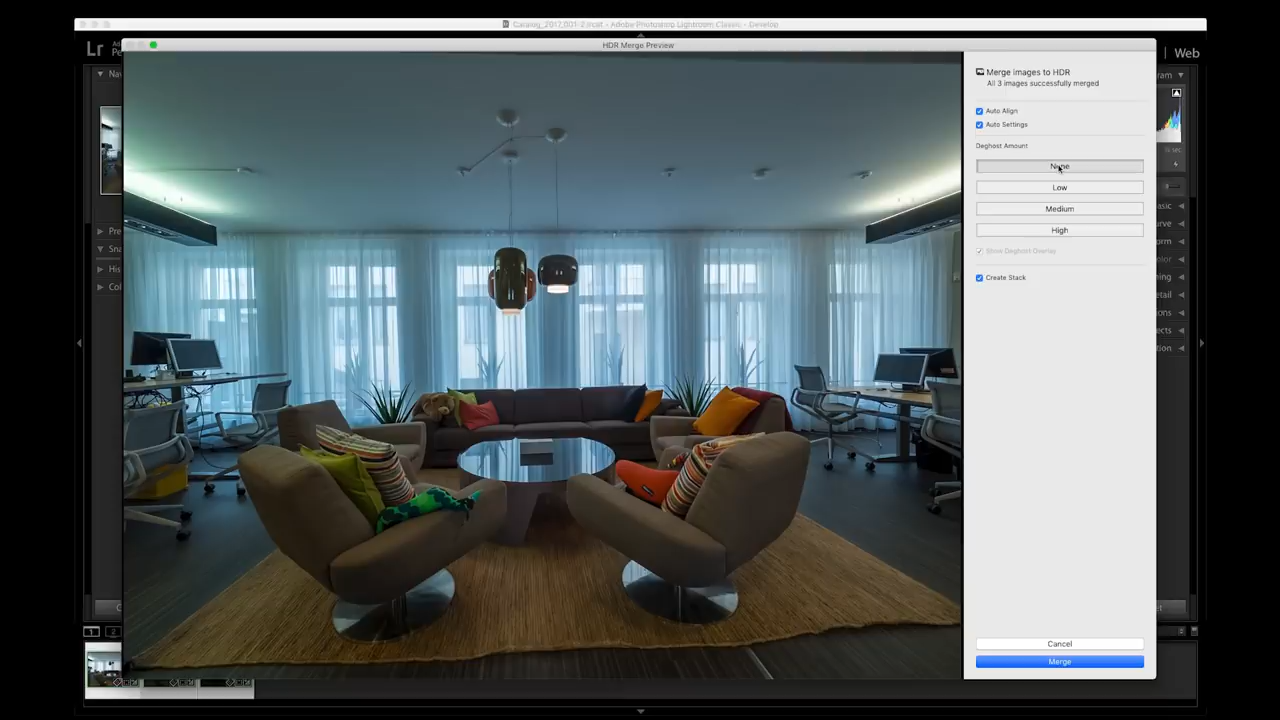 Catalog_2017_001-2.lrcat - Adobe Photoshop Lightroom Classic - Develop
HDR Merge Preview
Lr
Web
Merge images to HDR
All 3 images successfully merged
Auto Align
Auto Settings
Deghost Amount
None
Low
Medium
High
Show Deghost Overlay
Create Stack
Cancel
Merge
1
2